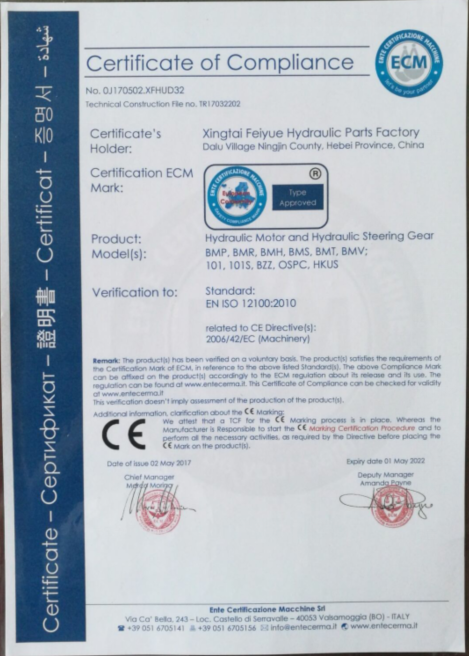 Certificate – Сертификат – 證明書 – Certificat – 증명서 – شهادة
Certificate of Compliance
ENTE CERTIFICAZIONE MACCHINE
ECM
No. 0J170502.XFHUD32
Technical Construction File no. TR17032202
Certificate's Holder:
Xingtai Feiyue Hydraulic Parts Factory
Dalu Village Ningjin County, Hebei Province, China
Certification ECM Mark:
ENTE CERTIFICAZIONE MACCHINE
®
Type
Approved
Product:
Hydraulic Motor and Hydraulic Steering Gear
Model(s):
BMP, BMR, BMH, BMS, BMT, BMV;
101, 101S, BZZ, OSPC, HKUS
Verification to:
Standard:
EN ISO 12100:2010
related to CE Directive(s):
2006/42/EC (Machinery)
Remark: The product(s) has been verified on a voluntary basis. The product(s) satisfies the requirements of
the Certification Mark of ECM, in reference to the above listed Standard(s). The above Compliance Mark
can be affixed on the product(s) accordingly to the ECM regulation about its release and its use. The
regulation can be found at www.entecerma.it. This Certificate of Compliance can be checked for validity
at www.entecerma.it
This verification doesn't imply assessment of the production of the product(s).
Additional information, clarification about the CE Marking:
CE
We attest that a TCF for the CE Marking process is in place. Whereas the
Manufacturer is Responsible to start the CE Marking Certification Procedure and to
perform all the necessary activities, as required by the Directive before placing the
CE Mark on the product(s).
Date of issue 02 May 2017
Expiry date 01 May 2022
Chief Manager
Deputy Manager
Amanda Payne
Ente Certificazione Macchine Srl
Via Ca' Bella, 243 – Loc. Castello di Serravalle – 40053 Valsamoggia (BO) - ITALY
+39 051 6705141 +39 051 6705156 info@entecerma.it www.entecerma.it